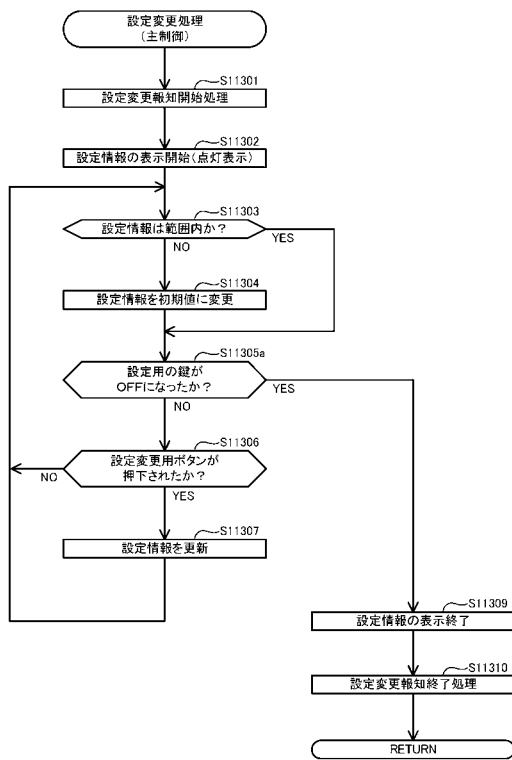 設定変更処理
(主制御)
S11301
設定変更報知開始処理
S11302
設定情報の表示開始(点灯表示)
S11303
設定情報は範囲内か?
YES
NO
S11304
設定情報を初期値に変更
S11305a
設定用の鍵が
OFFになったか?
YES
NO
S11306
設定変更用ボタンが
押下されたか?
NO
YES
S11307
設定情報を更新
S11309
設定情報の表示終了
S11310
設定変更報知終了処理
RETURN